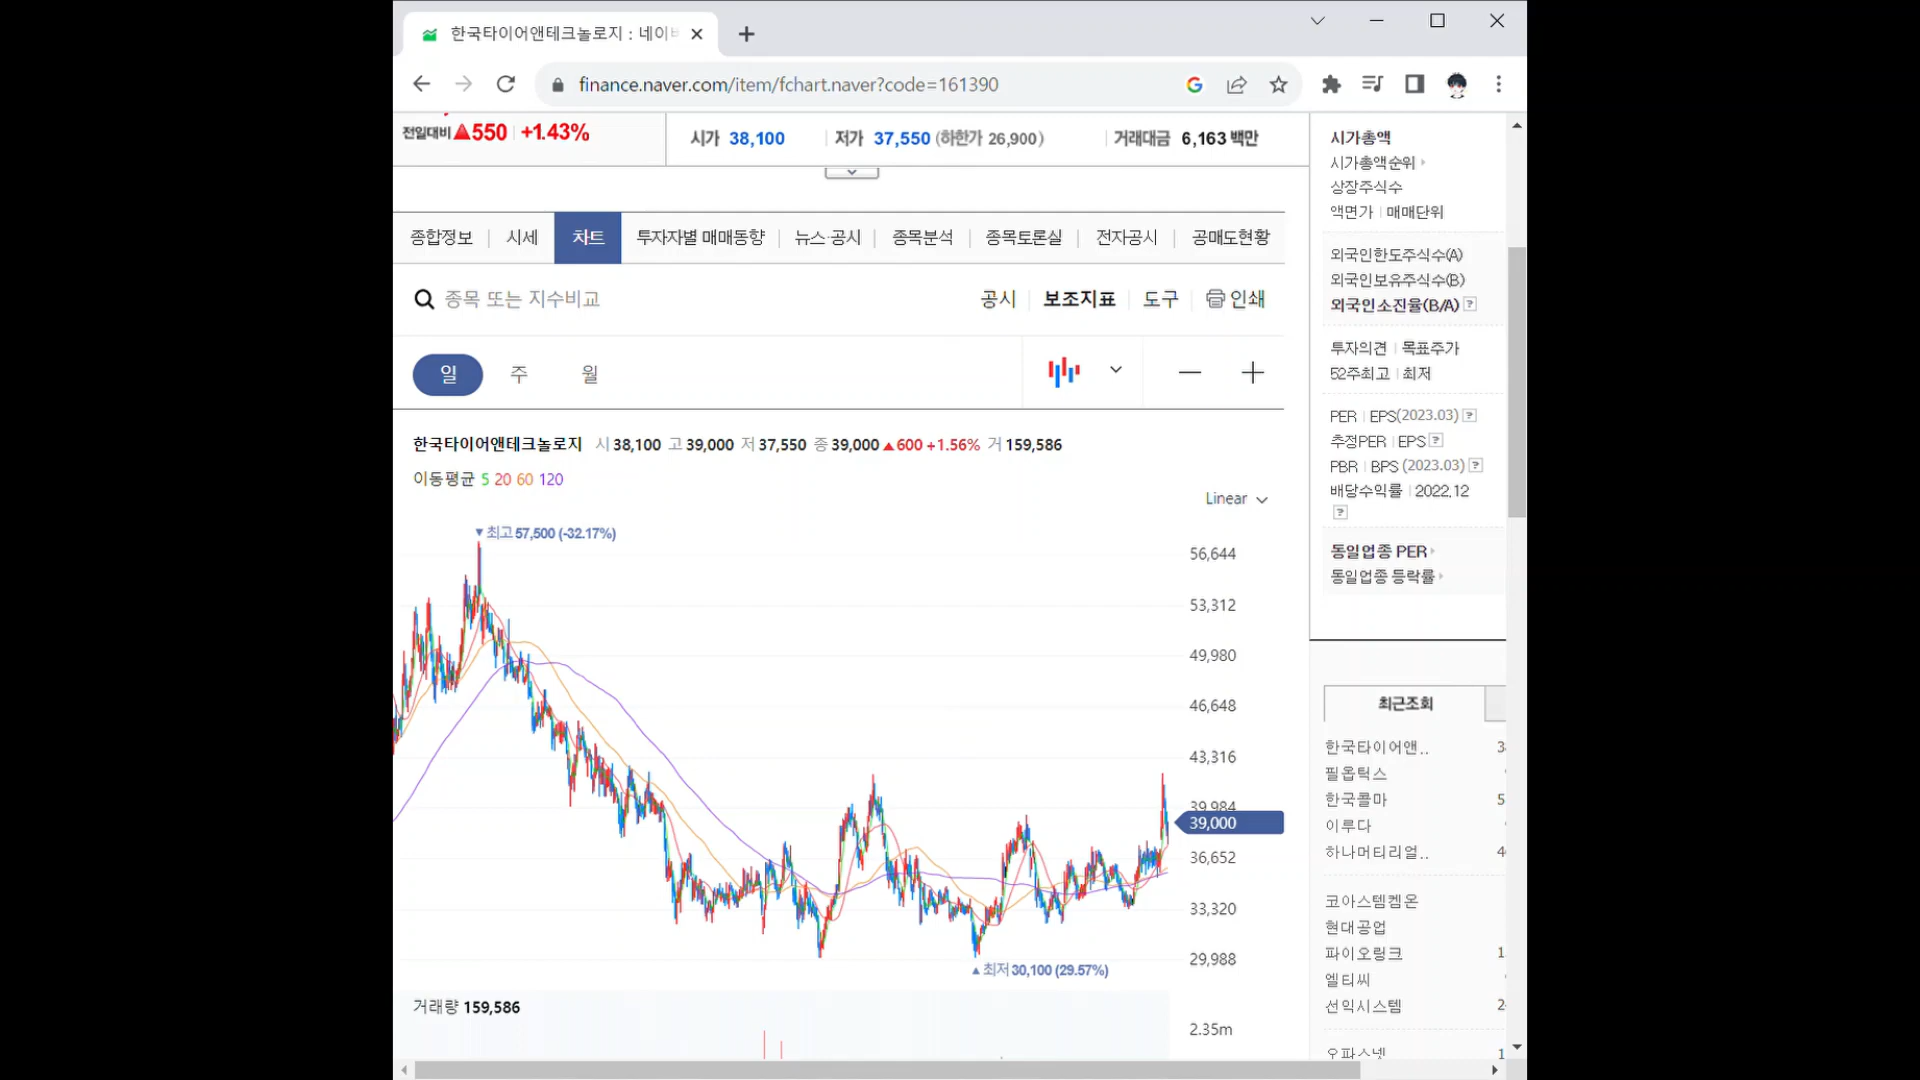 한국타이어앤테크놀로지 : 네이버
finance.naver.com/item/fchart.naver?code=161390
전일대비 ▲550 +1.43%
시가 38,100 저가 37,550 (하한가 26,900) 거래대금 6,163 백만
종합정보 시세 차트 투자자별 매매동향 뉴스·공시 종목분석 종목토론실 전자공시 공매도현황
종목 또는 지수비교 공시 보조지표 도구 인쇄
일 주 월
한국타이어앤테크놀로지 시 38,100 고 39,000 저 37,550 종 39,000 ▲600 +1.56% 거 159,586
이동평균 5 20 60 120
Linear
▼최고 57,500 (-32.17%)
56,644
53,312
49,980
46,648
43,316
39,984
39,000
36,652
33,320
29,988
▲최저 30,100 (29.57%)
거래량 159,586
2.35m
시가총액
시가총액순위
상장주식수
액면가 매매단위
외국인한도주식수(A)
외국인보유주식수(B)
외국인소진율(B/A) ?
투자의견 목표주가
52주최고 최저
PER EPS(2023.03) ?
추정PER EPS ?
PBR BPS (2023.03) ?
배당수익률 2022.12
?
동일업종 PER
동일업종 등락률
최근조회
한국타이어앤..
필옵틱스
한국콜마 5
이루다
하나머티리얼.. 4
코아스템켐온
현대공업
파이오링크 1
엘티씨
선익시스템 2
오파스넷 1